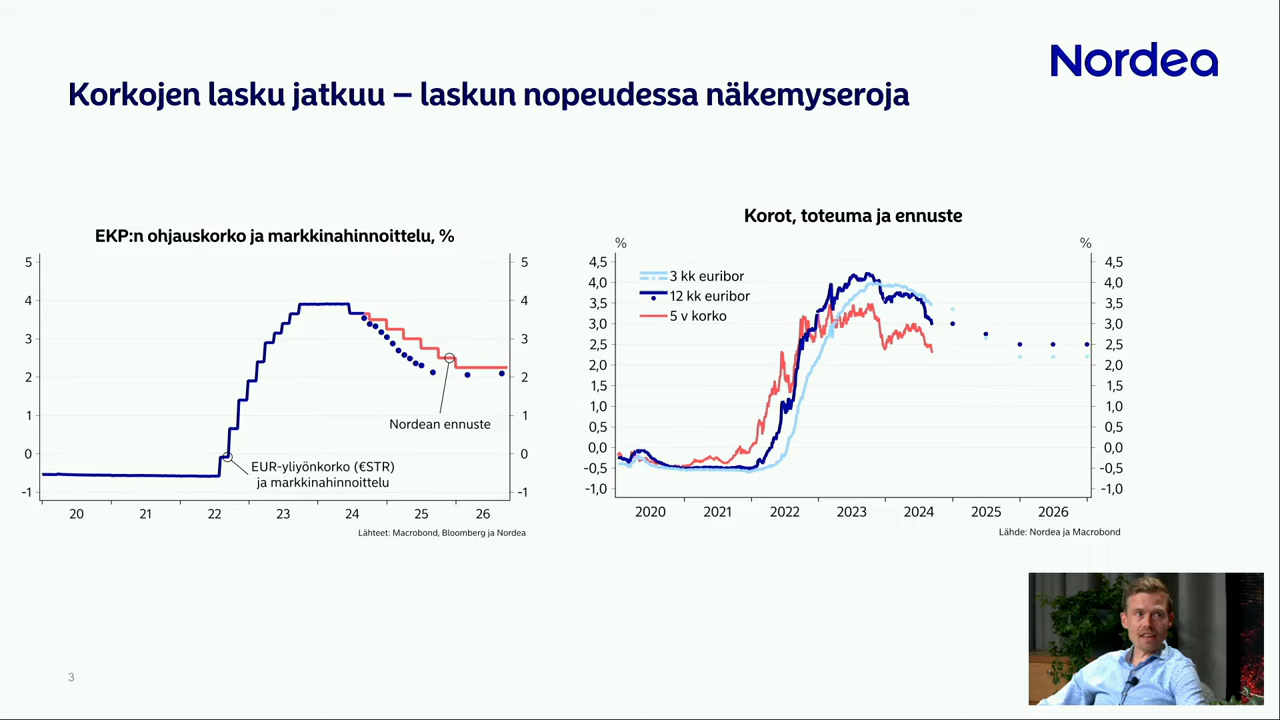 Nordea
Korkojen lasku jatkuu – laskun nopeudessa näkemyseroja
EKP:n ohjauskorko ja markkinahinnoittelu, %
5
4
3
2
1
0
-1
5
4
3
2
1
0
-1
Nordean ennuste
EUR-yliyönkorko (€STR)
ja markkinahinnoittelu
20 21 22 23 24 25 26
Lähteet: Macrobond, Bloomberg ja Nordea
Korot, toteuma ja ennuste
% %
4,5
4,0
3,5
3,0
2,5
2,0
1,5
1,0
0,5
0,0
-0,5
-1,0
3 kk euribor
12 kk euribor
5 v korko
4,5
4,0
3,5
3,0
2,5
2,0
1,5
1,0
0,5
0,0
-0,5
-1,0
2020 2021 2022 2023 2024 2025 2026
Lähde: Nordea ja Macrobond
3